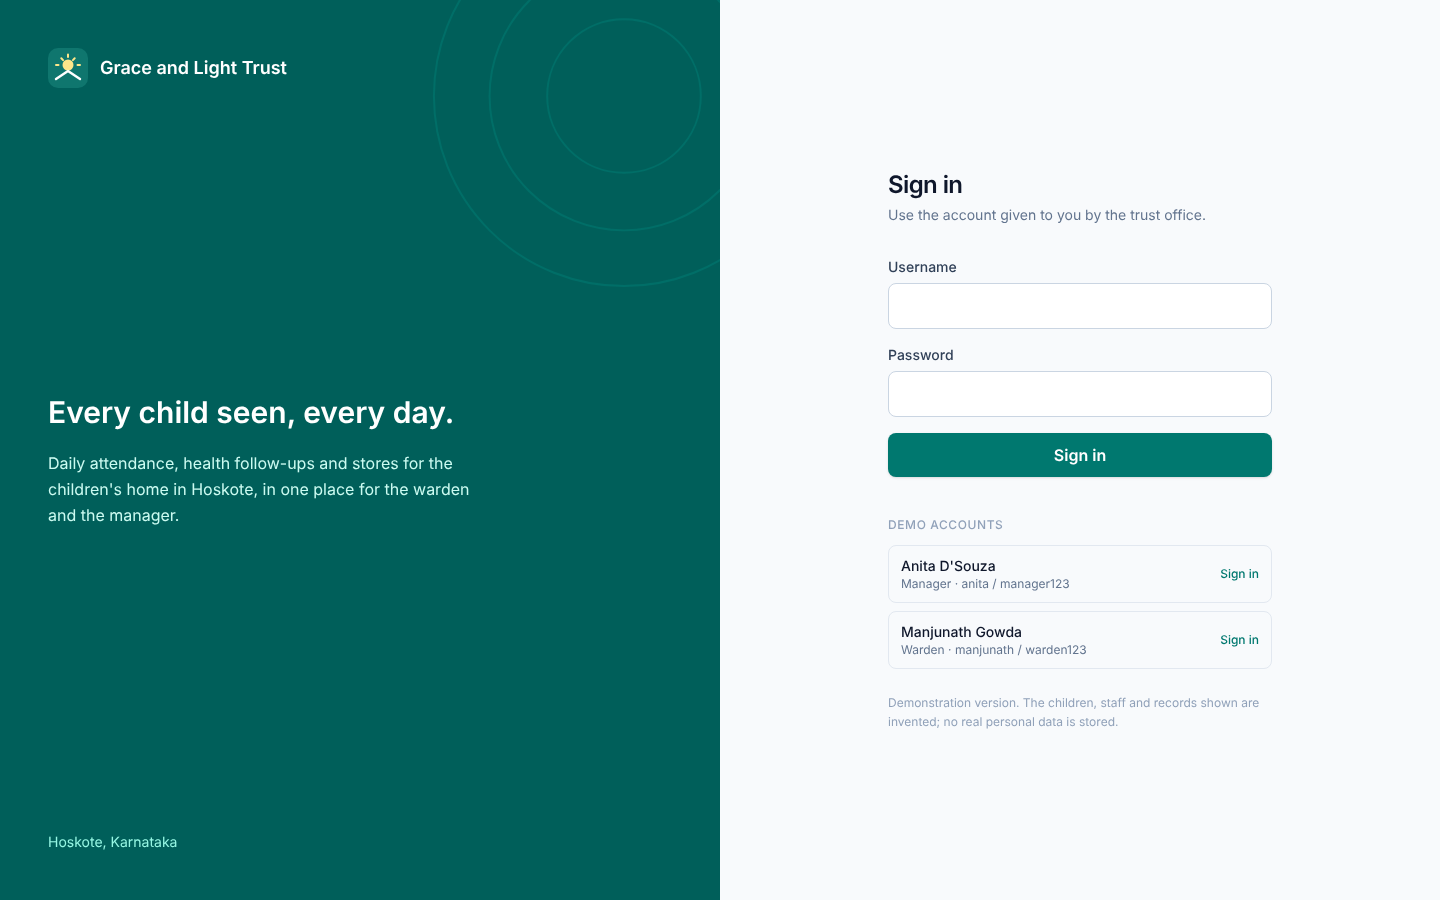 Grace and Light Trust
Every child seen, every day.
Daily attendance, health follow-ups and stores for the
children's home in Hoskote, in one place for the warden
and the manager.
Hoskote, Karnataka
Sign in
Use the account given to you by the trust office.
Username
Password
Sign in
DEMO ACCOUNTS
Anita D'Souza
Manager · anita / manager123
Sign in
Manjunath Gowda
Warden · manjunath / warden123
Sign in
Demonstration version. The children, staff and records shown are
invented; no real personal data is stored.